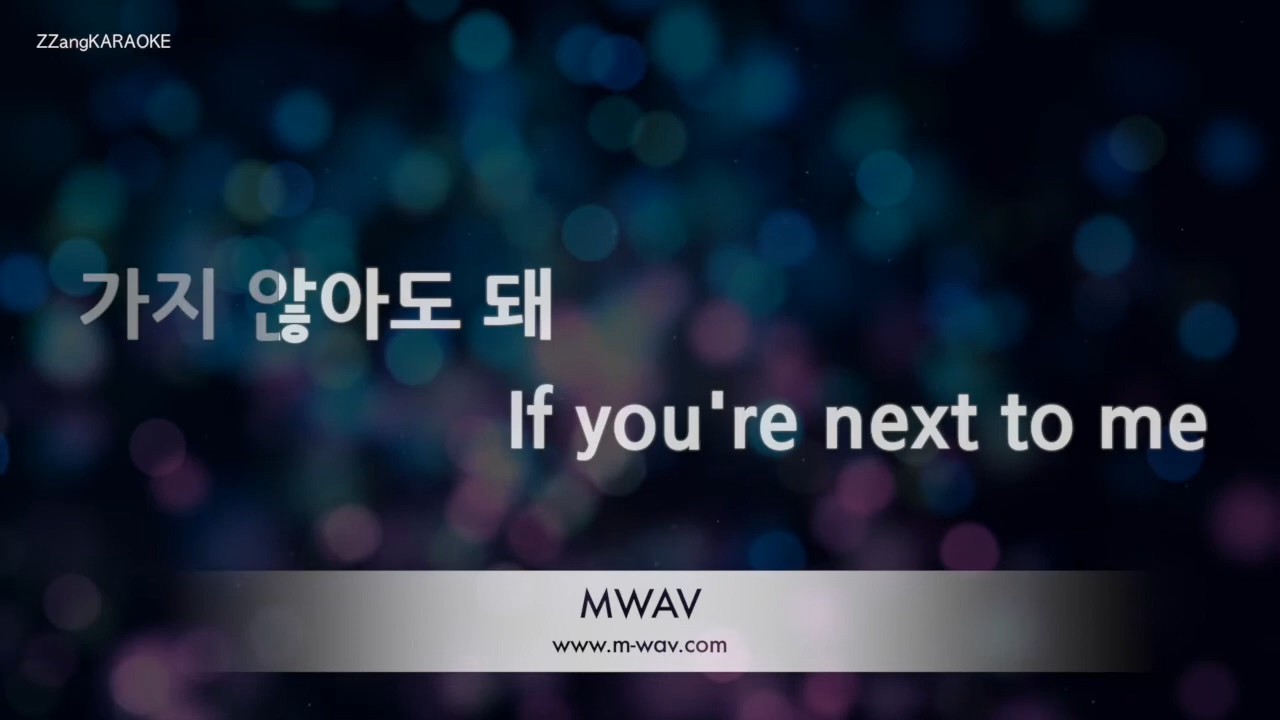 ZZangKARAOKE
가지 않아도 돼
If you're next to me
MWAV
www.m-wav.com